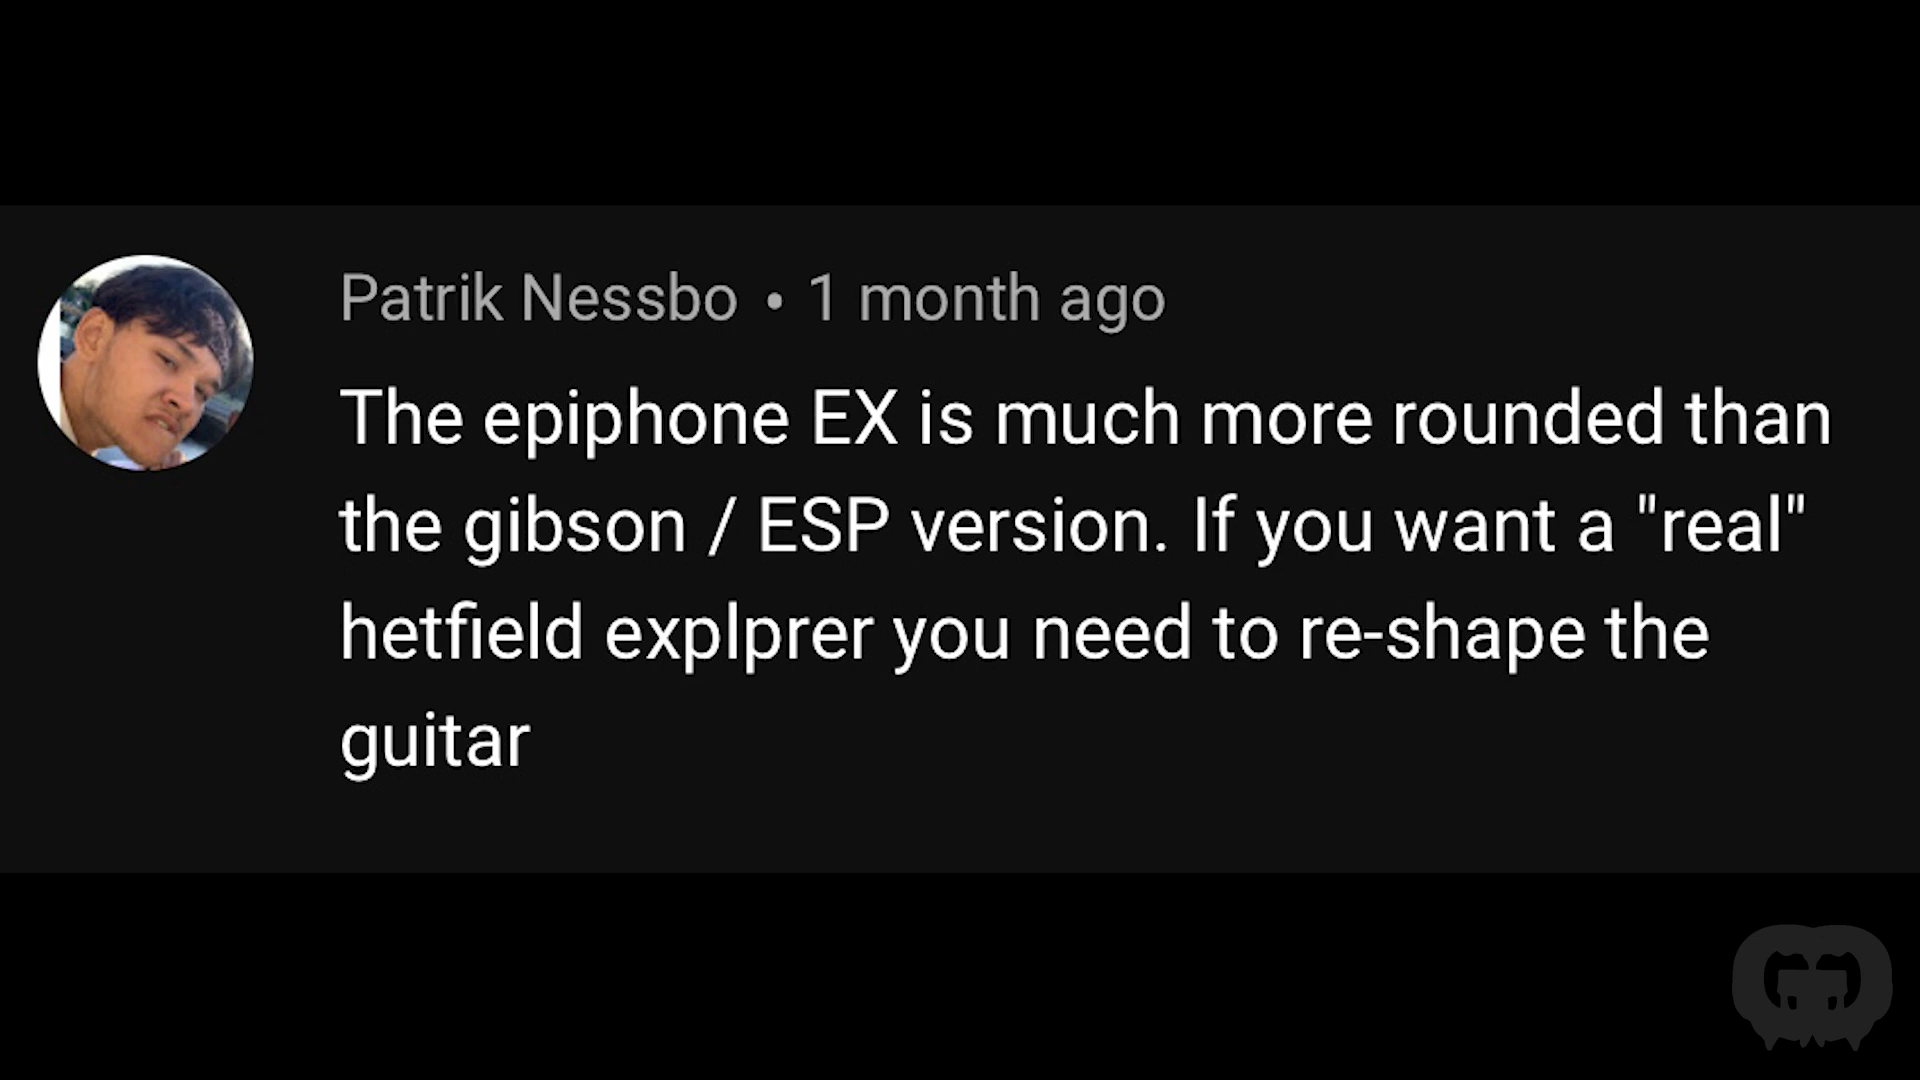 Patrik Nessbo • 1 month ago
The epiphone EX is much more rounded than
the gibson / ESP version. If you want a "real"
hetfield explprer you need to re-shape the
guitar